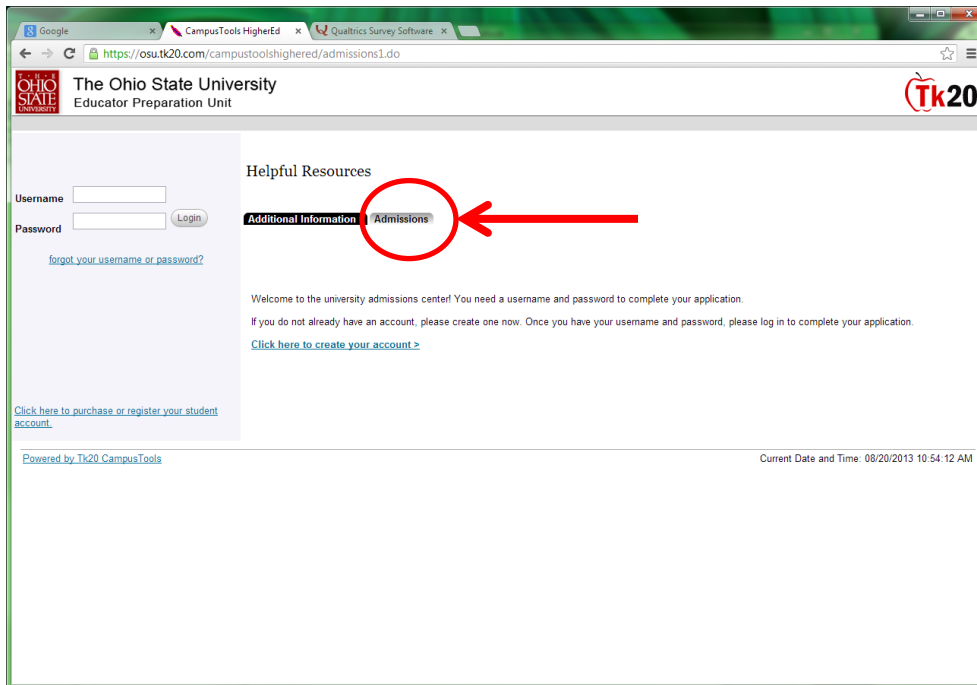 Google
CampusTools HigherEd
Qualtrics Survey Software
https://osu.tk20.com/campustoolshighered/admissions1.do
T · H · E
OHIO
STATE
UNIVERSITY
The Ohio State University
Educator Preparation Unit
Tk20
Helpful Resources
Username
Login
Password
Additional Information
Admissions
forgot your username or password?
Welcome to the university admissions center! You need a username and password to complete your application.
If you do not already have an account, please create one now. Once you have your username and password, please log in to complete your application.
Click here to create your account >
Click here to purchase or register your student
account.
Powered by Tk20 CampusTools
Current Date and Time: 08/20/2013 10:54:12 AM